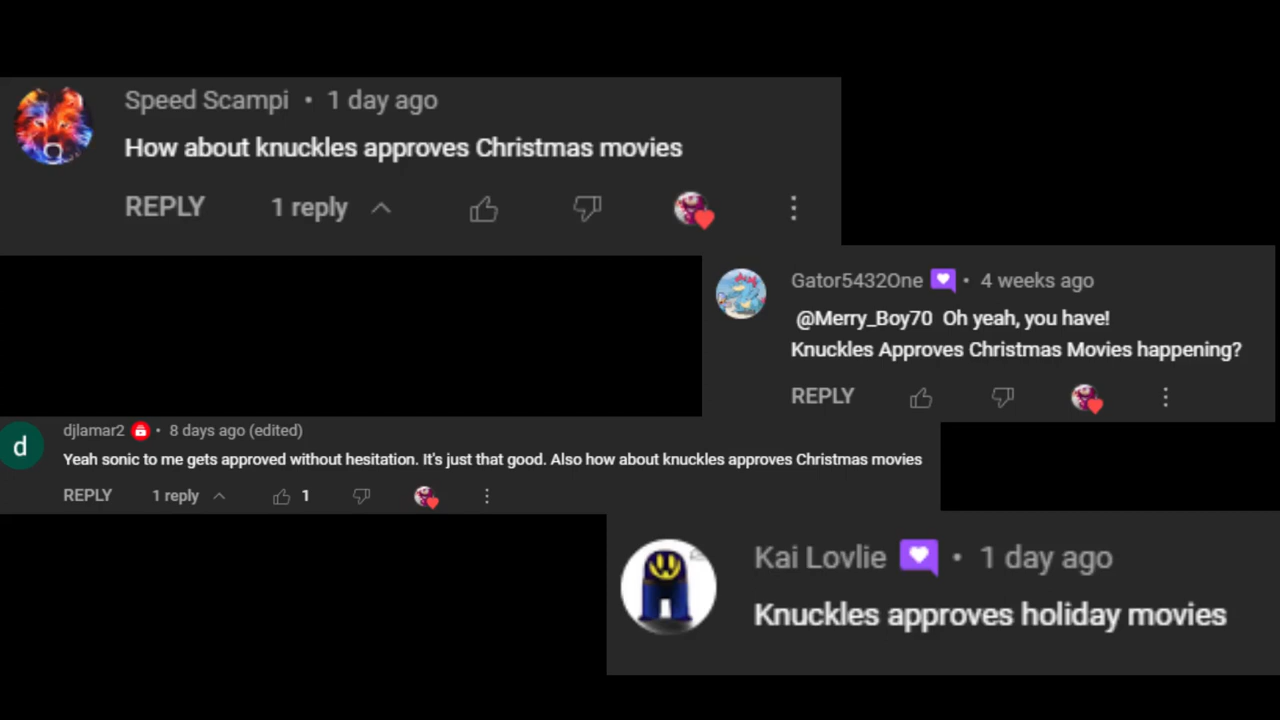 Speed Scampi • 1 day ago
How about knuckles approves Christmas movies
REPLY 1 reply
Gator5432One • 4 weeks ago
@Merry_Boy70 Oh yeah, you have!
Knuckles Approves Christmas Movies happening?
REPLY
d
djlamar2 • 8 days ago (edited)
Yeah sonic to me gets approved without hesitation. It's just that good. Also how about knuckles approves Christmas movies
REPLY 1 reply 1
Kai Lovlie • 1 day ago
Knuckles approves holiday movies